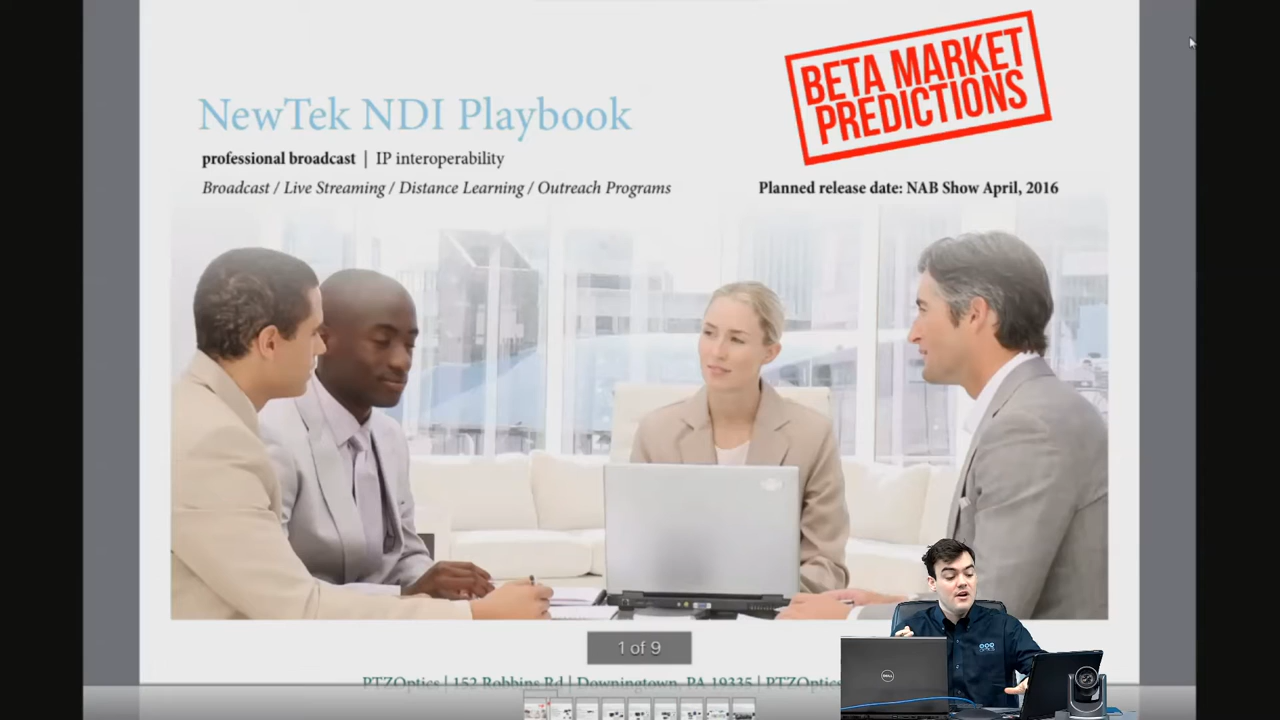 BETA MARKET
PREDICTIONS
NewTek NDI Playbook
professional broadcast | IP interoperability
Broadcast / Live Streaming / Distance Learning / Outreach Programs
Planned release date: NAB Show April, 2016
1 of 9
PTZOptics | 152 Robbins Rd | Downingtown, PA 19335 | PTZOptics
DELL